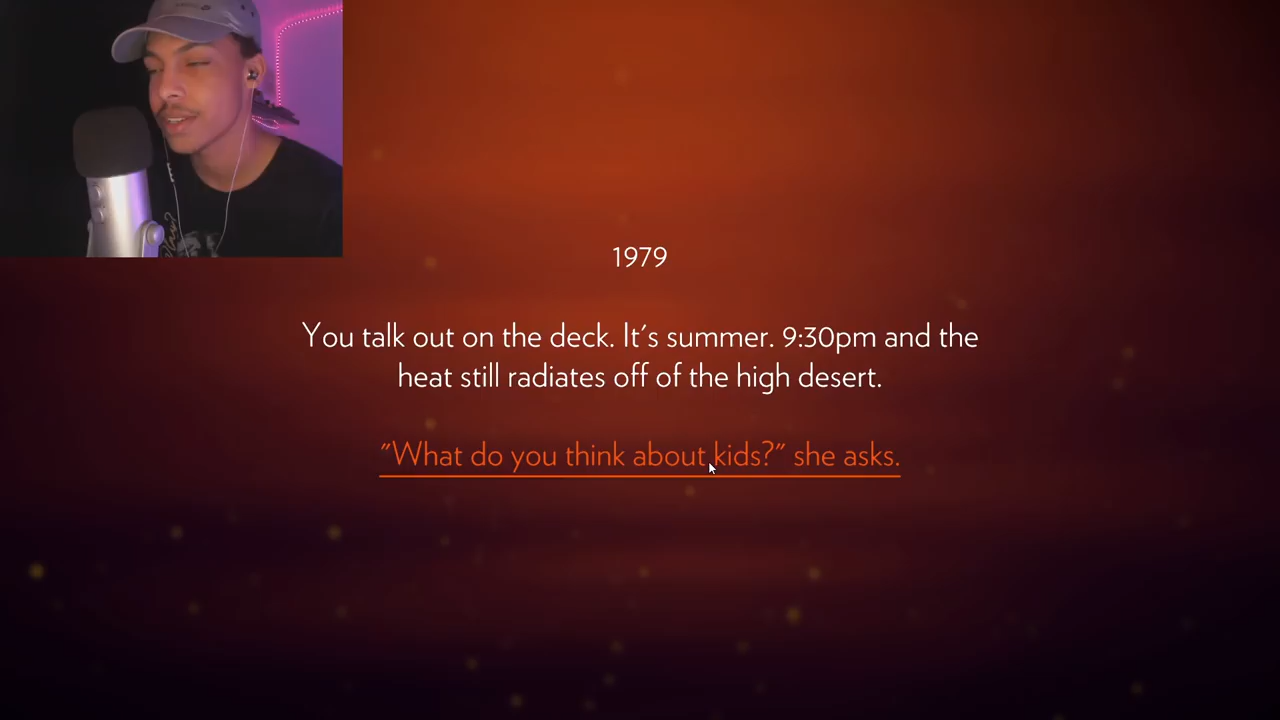 1979
You talk out on the deck. It's summer. 9:30pm and the
heat still radiates off of the high desert.
"What do you think about kids?" she asks.